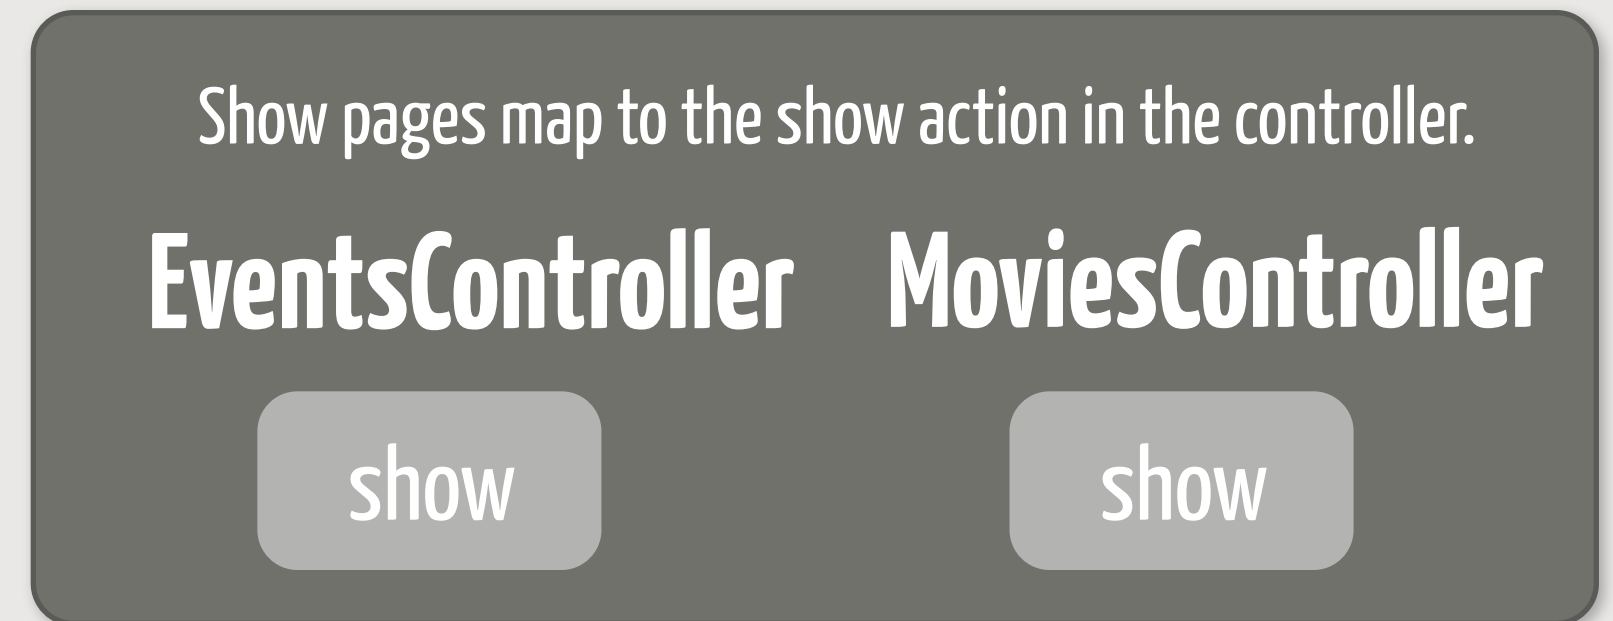 Show pages map to the show action in the controller.
EventsController MoviesController
show show